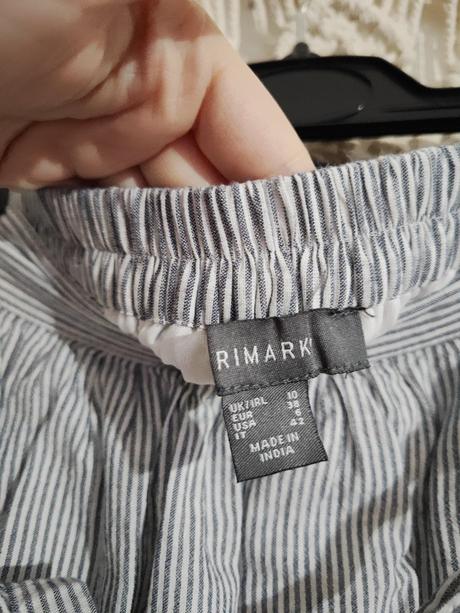 RIMARK
UK/IRL 10
EUR 38
USA 6
IT 42
MADE IN
INDIA